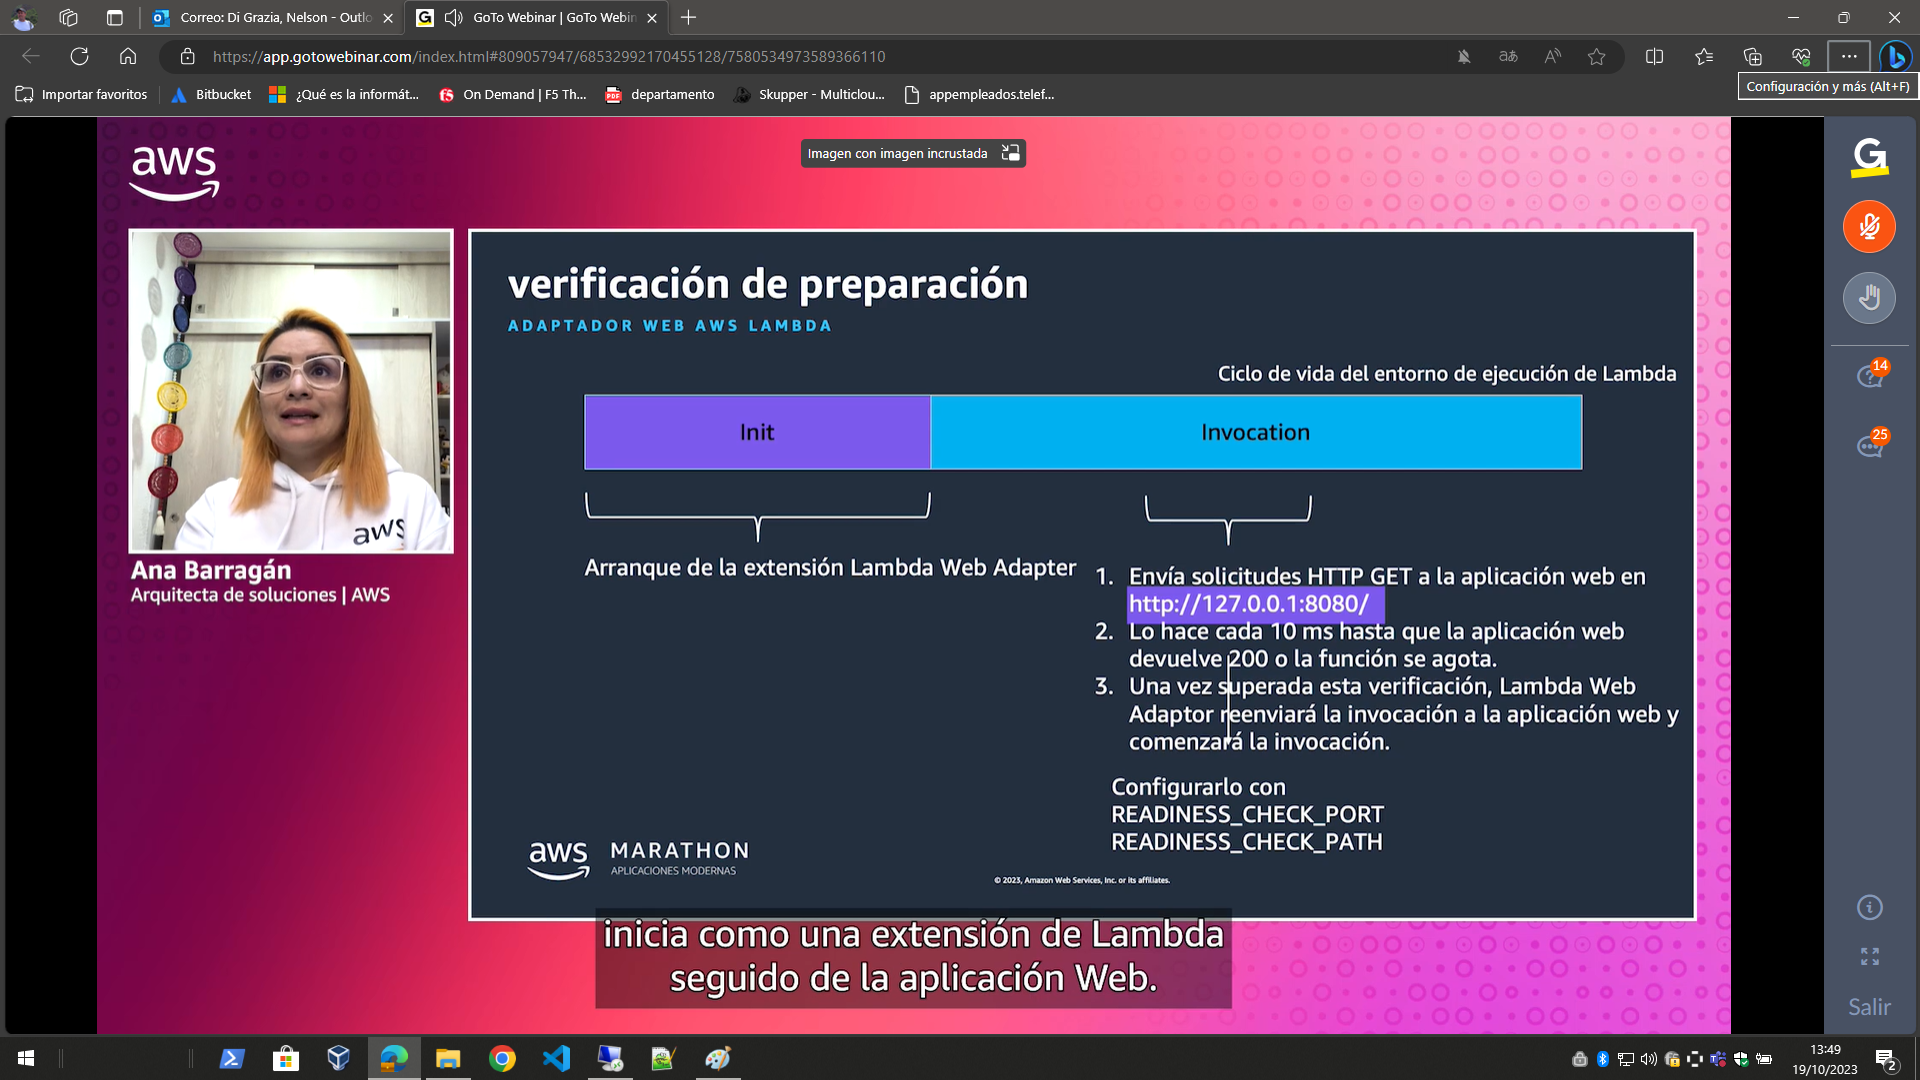 Correo: Di Grazia, Nelson - Outlo
GoTo Webinar | GoTo Webin
https://app.gotowebinar.com/index.html#809057947/68532992170455128/7580534973589366110
Importar favoritos
Bitbucket
¿Qué es la informát...
On Demand | F5 Th...
departamento
Skupper - Multiclou...
appempleados.telef...
Configuración y más (Alt+F)
aws
Imagen con imagen incrustada
G
14
25
verificación de preparación
ADAPTADOR WEB AWS LAMBDA
Ciclo de vida del entorno de ejecución de Lambda
Init
Invocation
Arranque de la extensión Lambda Web Adapter
1. Envía solicitudes HTTP GET a la aplicación web en
http://127.0.0.1:8080/
2. Lo hace cada 10 ms hasta que la aplicación web
devuelve 200 o la función se agota.
3. Una vez superada esta verificación, Lambda Web
Adaptor reenviará la invocación a la aplicación web y
comenzará la invocación.
Configurarlo con
READINESS_CHECK_PORT
READINESS_CHECK_PATH
aws
Ana Barragán
Arquitecta de soluciones | AWS
aws MARATHON
APLICACIONES MODERNAS
© 2023, Amazon Web Services, Inc. or its affiliates.
inicia como una extensión de Lambda
seguido de la aplicación Web.
Salir
13:49
19/10/2023
2